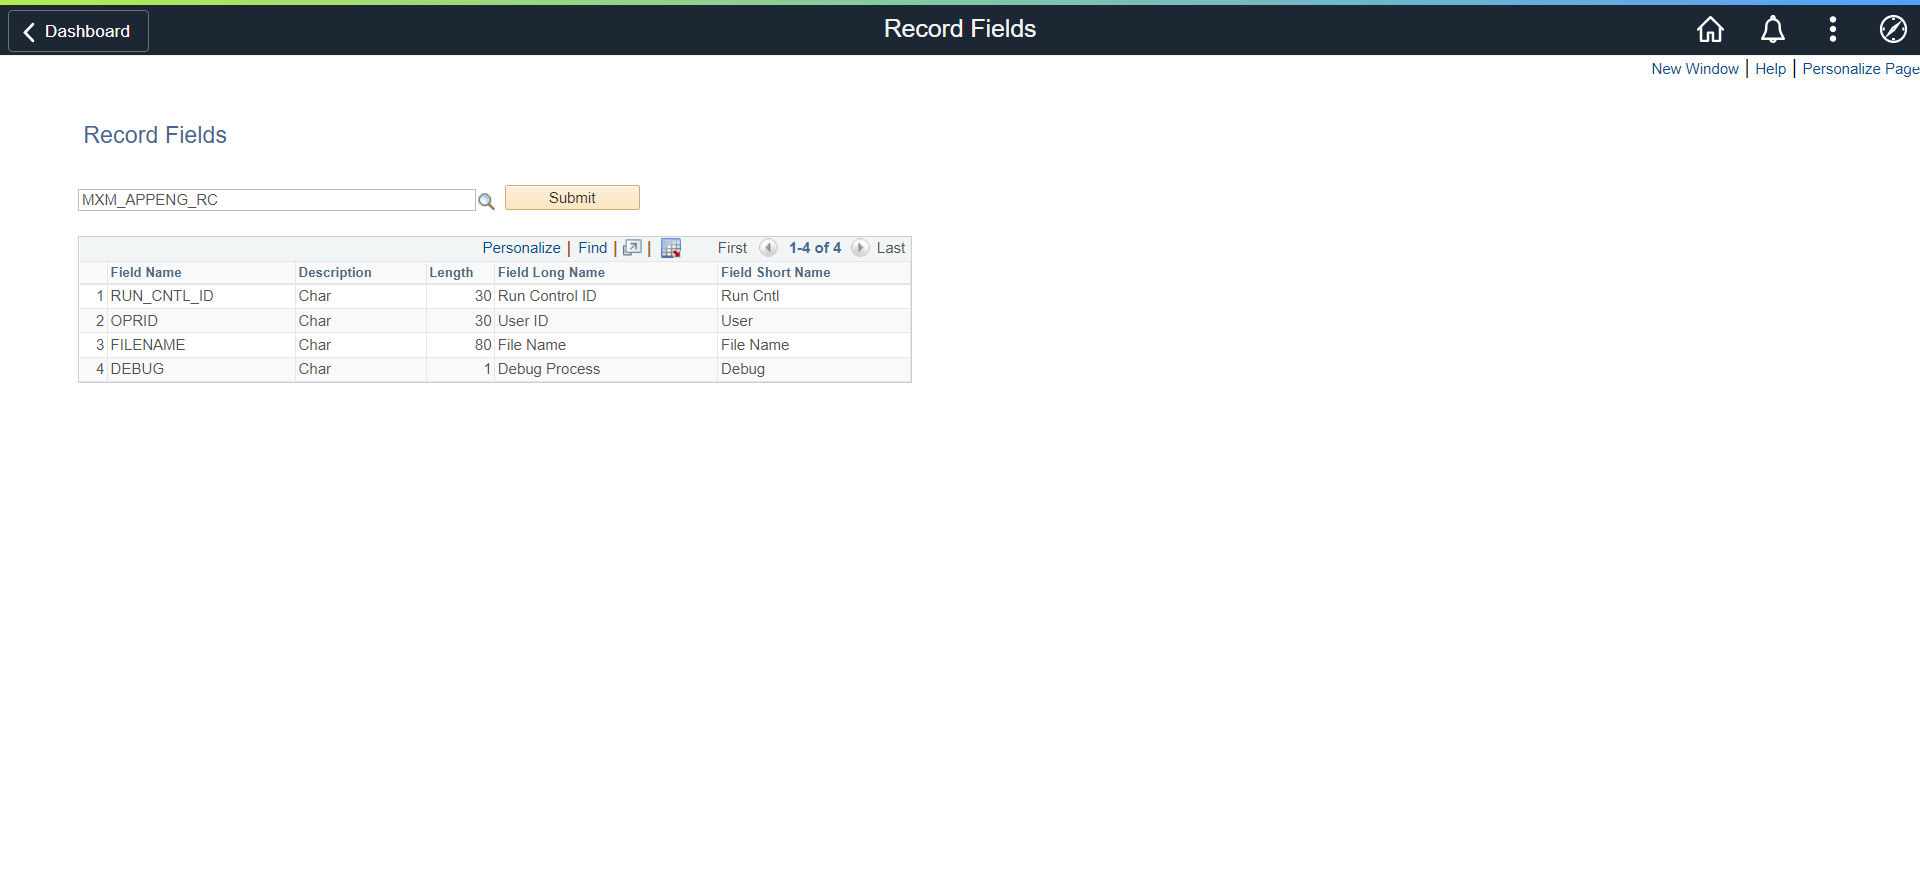 Dashboard
Record Fields
New Window | Help | Personalize Page
Record Fields
MXM_APPENG_RC
Submit
Personalize | Find | | First 1-4 of 4 Last
Field Name Description Length Field Long Name Field Short Name
1 RUN_CNTL_ID Char 30 Run Control ID Run Cntl
2 OPRID Char 30 User ID User
3 FILENAME Char 80 File Name File Name
4 DEBUG Char 1 Debug Process Debug